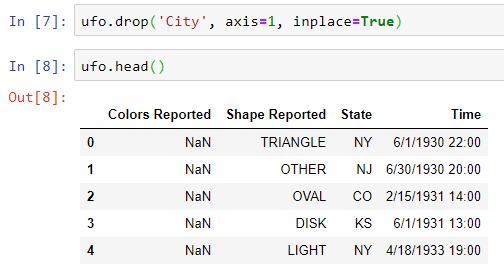 In [7]: ufo.drop('City', axis=1, inplace=True)
In [8]: ufo.head()
Out[8]:
Colors Reported Shape Reported State Time
0 NaN TRIANGLE NY 6/1/1930 22:00
1 NaN OTHER NJ 6/30/1930 20:00
2 NaN OVAL CO 2/15/1931 14:00
3 NaN DISK KS 6/1/1931 13:00
4 NaN LIGHT NY 4/18/1933 19:00